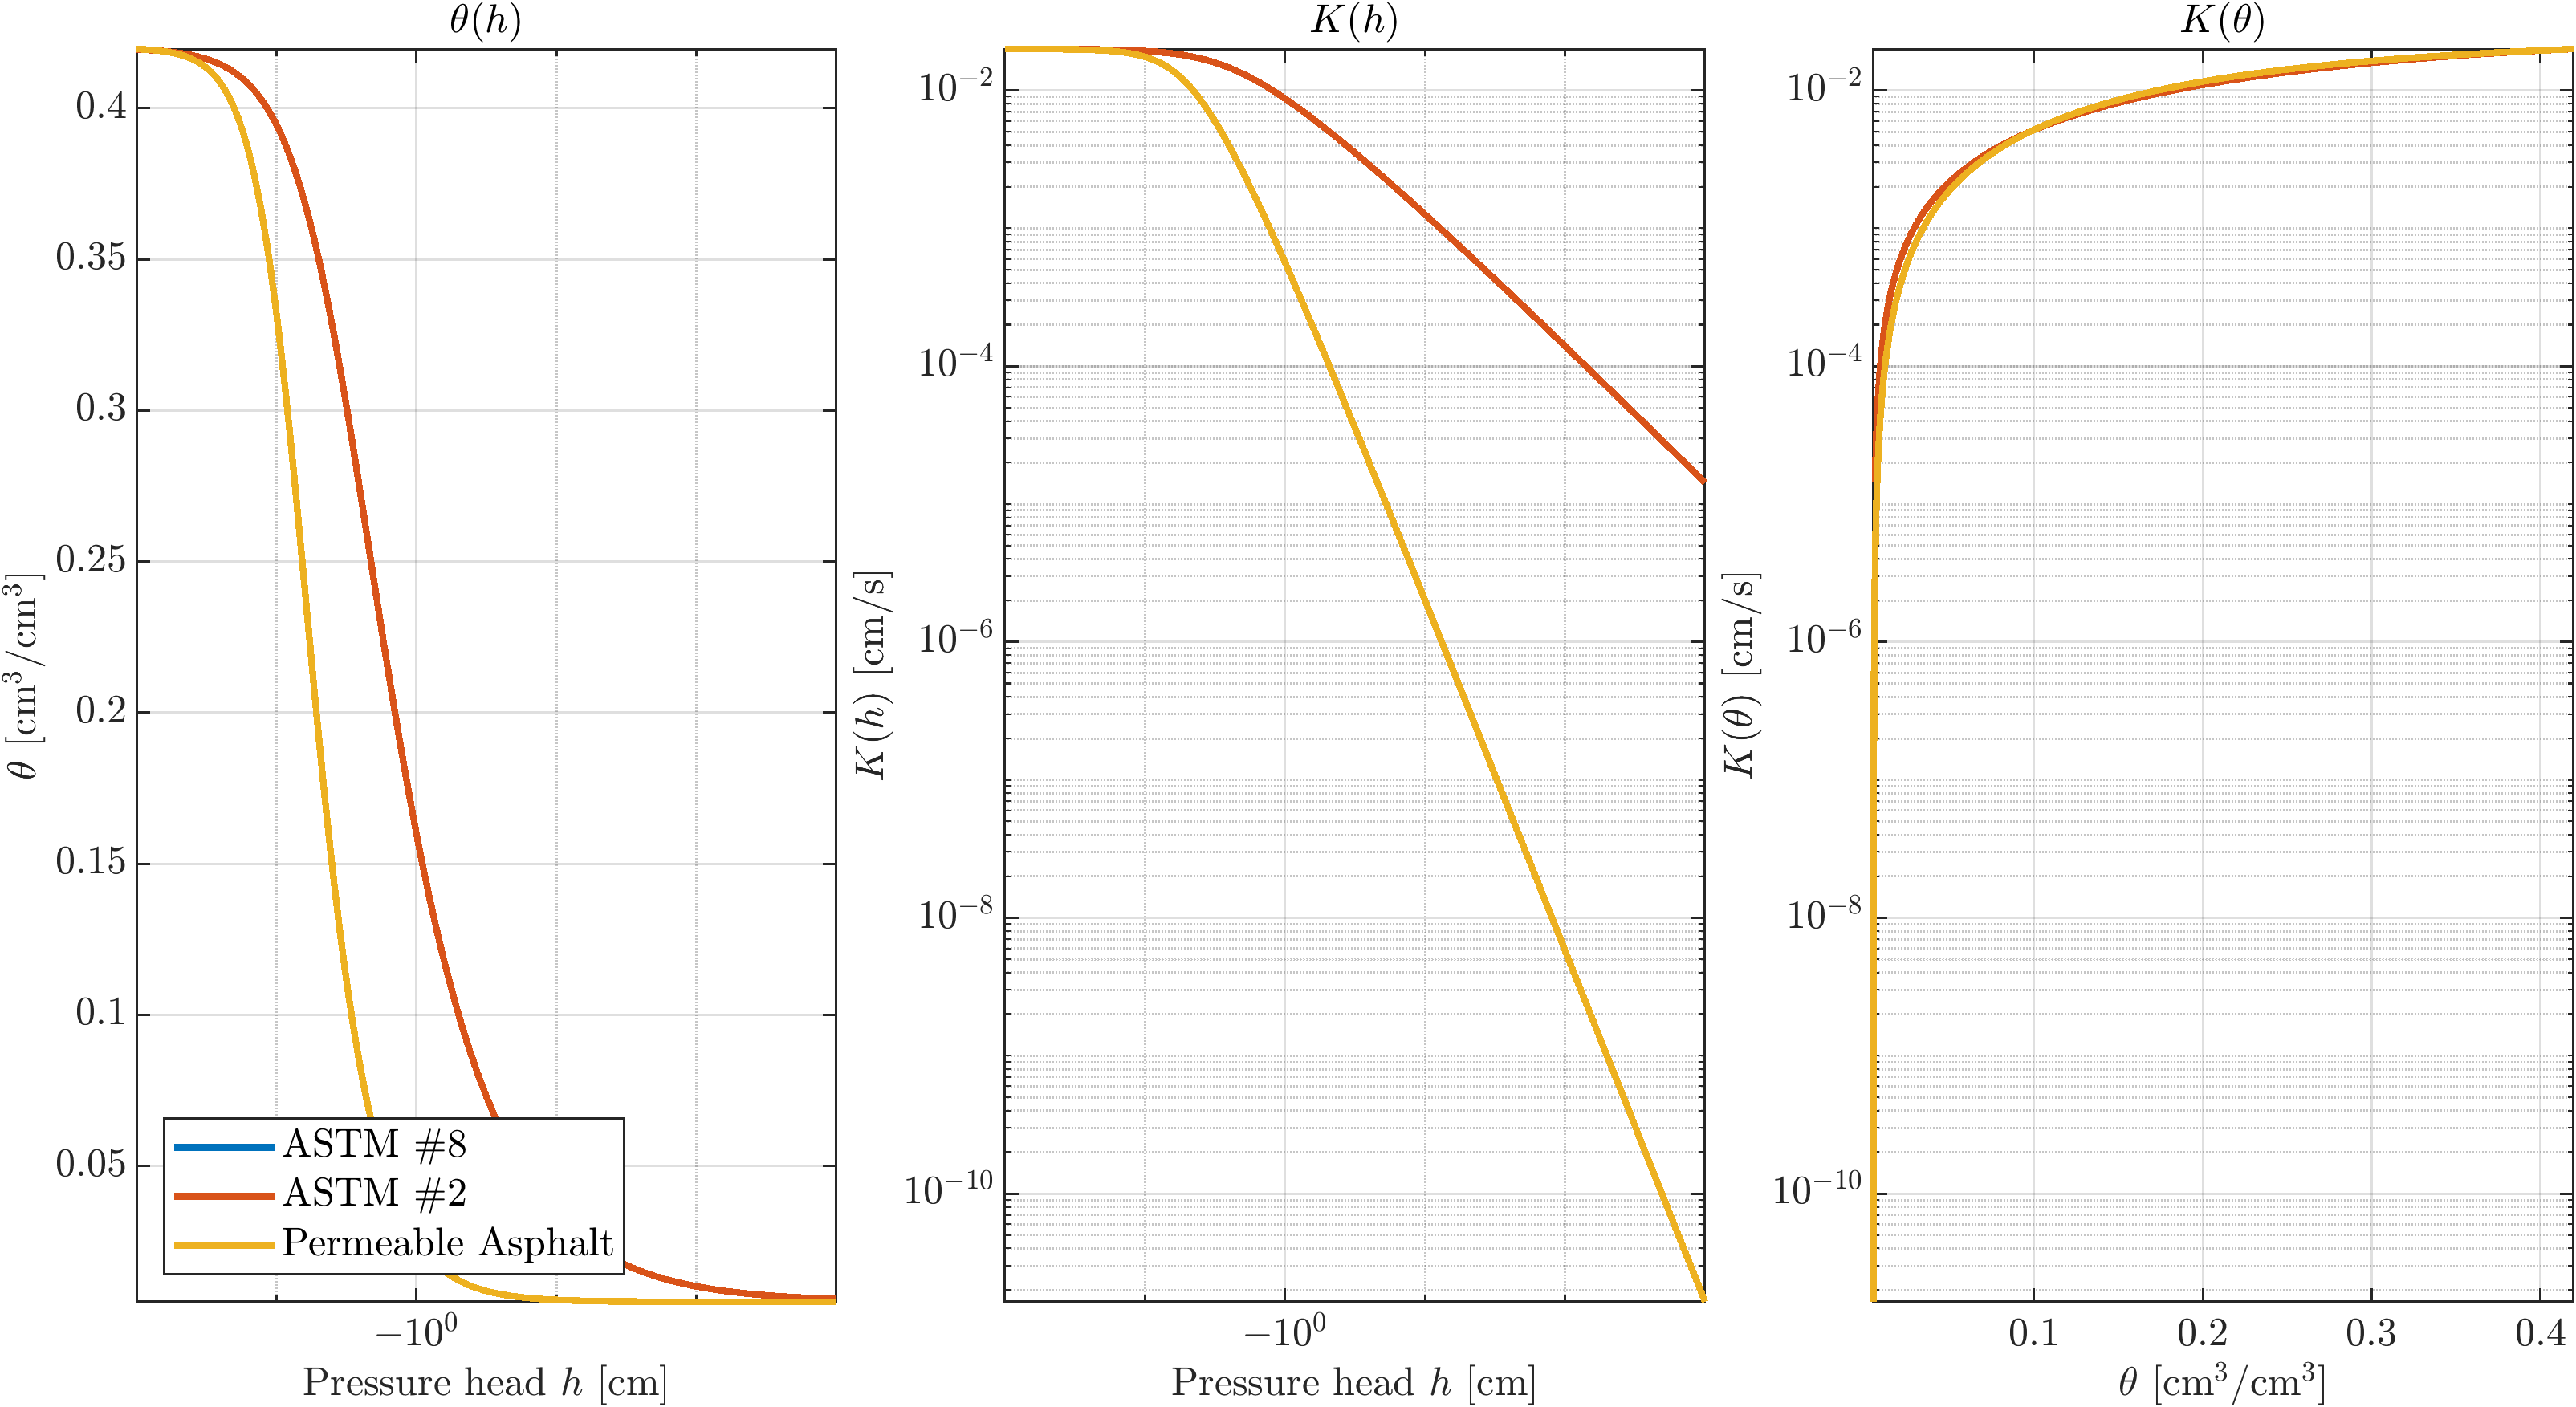 θ(h)
0.4
0.35
0.3
0.25
0.2
0.15
0.1
0.05
θ [cm³/cm³]
ASTM #8
ASTM #2
Permeable Asphalt
−10⁰
Pressure head h [cm]
K(h)
10⁻²
10⁻⁴
10⁻⁶
10⁻⁸
10⁻¹⁰
K(h) [cm/s]
−10⁰
Pressure head h [cm]
K(θ)
10⁻²
10⁻⁴
10⁻⁶
10⁻⁸
10⁻¹⁰
K(θ) [cm/s]
0.1 0.2 0.3 0.4
θ [cm³/cm³]